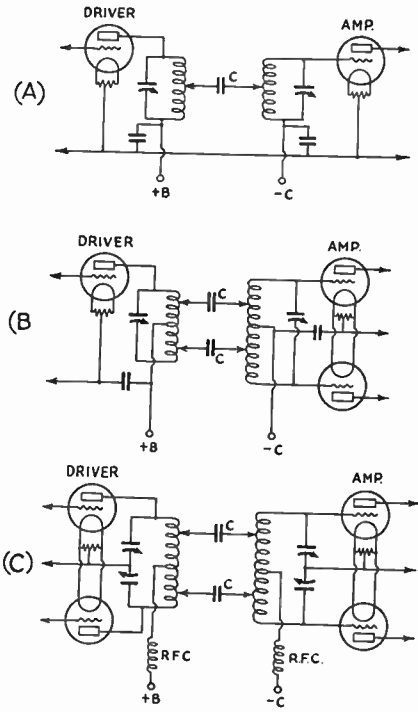 DRIVER AMP.
(A)
C
+B -C
DRIVER AMP.
(B
C
C
+B -C
DRIVER AMP.
(C)
C
C
RFC R.F.C.
+B -C